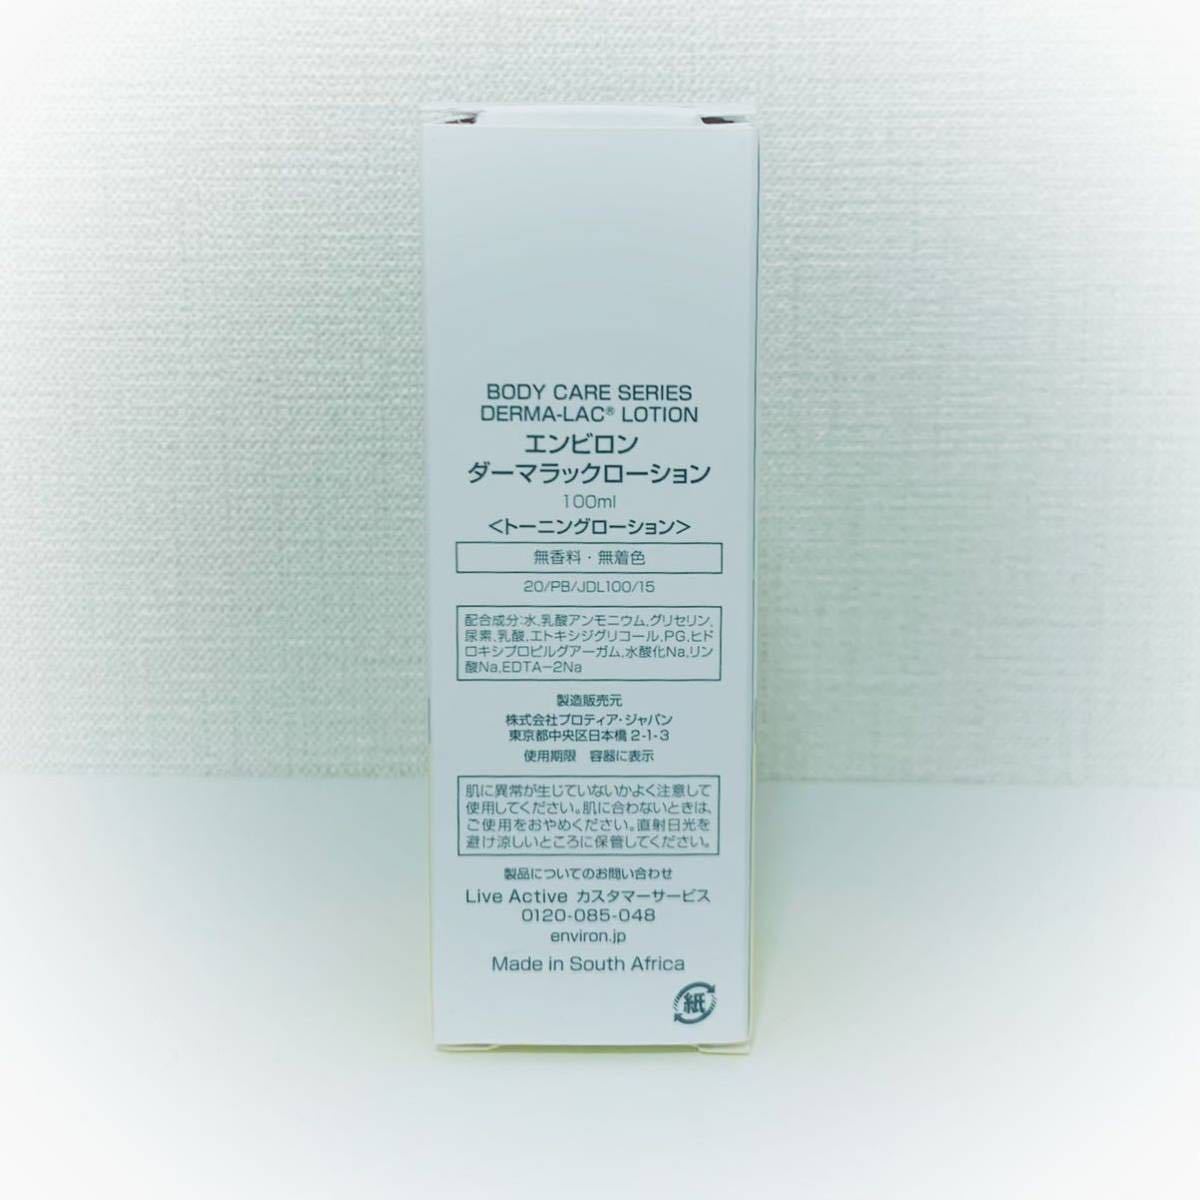 BODY CARE SERIES
DERMA-LAC® LOTION
エンビロン
ダーマラックローション
100ml
<トーニングローション>
無香料・無着色
20/PB/JDL100/15
配合成分:水,乳酸アンモニウム,グリセリン,
尿素,乳酸,エトキシジグリコール,PG,ヒド
ロキシプロピルグアーガム,水酸化Na,リン
酸Na,EDTA-2Na
製造販売元
株式会社プロティア・ジャパン
東京都中央区日本橋2-1-3
使用期限 容器に表示
肌に異常が生じていないかよく注意して
使用してください。肌に合わないときは、
ご使用をおやめください。直射日光を
避け涼しいところに保管してください。
製品についてのお問い合わせ
Live Active カスタマーサービス
0120-085-048
environ.jp
Made in South Africa
紙